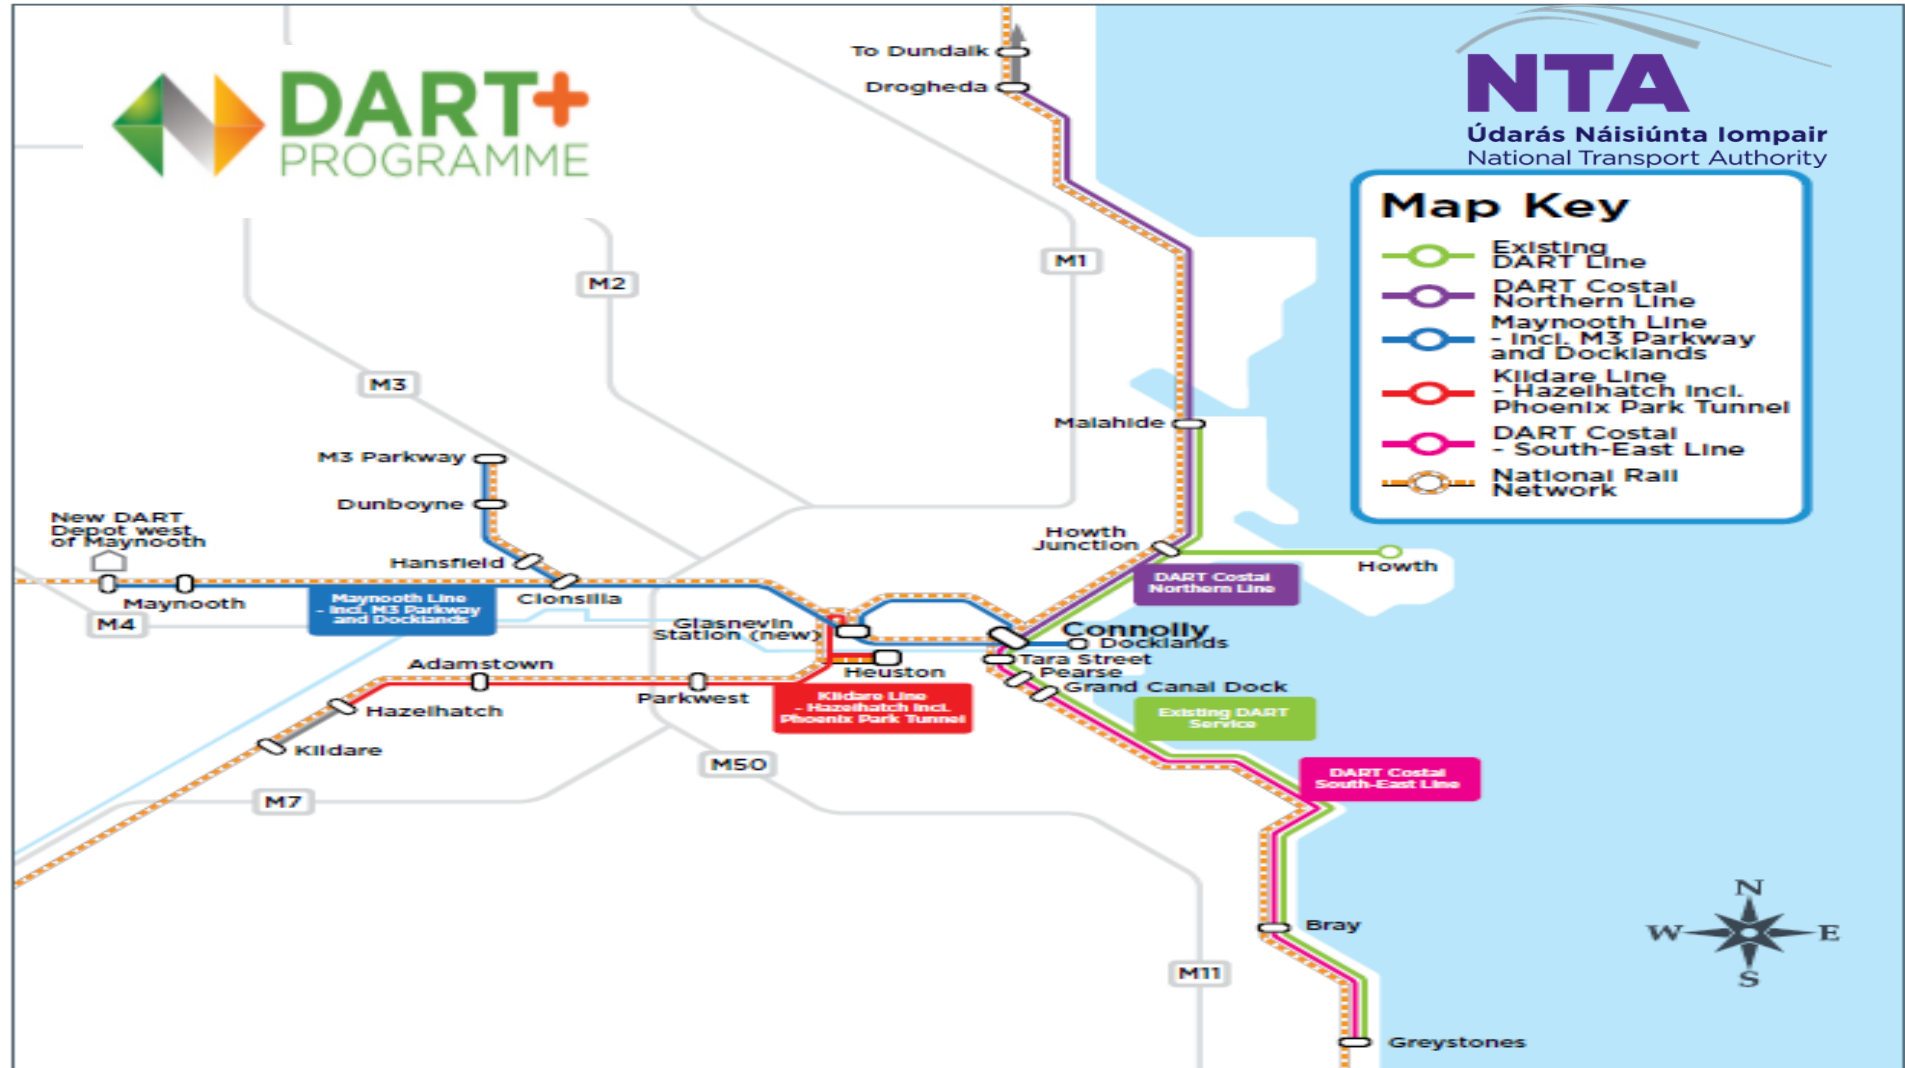 DART+
PROGRAMME
NTA
Údarás Náisiúnta Iompair
National Transport Authority
Map Key
Existing
DART Line
DART Costal
Northern Line
Maynooth Line
- Incl. M3 Parkway
and Docklands
Kildare Line
- Hazelhatch Incl.
Phoenix Park Tunnel
DART Costal
- South-East Line
National Rail
Network
To Dundalk
Drogheda
M1
M2
M3
Malahide
M3 Parkway
Dunboyne
New DART
Depot west
of Maynooth
Hansfield
Howth
Junction
Howth
DART Costal
Northern Line
Maynooth
Maynooth Line
- Incl. M3 Parkway
and Docklands
Clonsilla
M4
Glasnevin
Station (new)
Connolly
Docklands
Tara Street
Pearse
Grand Canal Dock
Heuston
Adamstown
Parkwest
Hazelhatch
Kildare
Kildare Line
- Hazelhatch Incl.
Phoenix Park Tunnel
Existing DART
Service
M50
M7
DART Costal
South-East Line
Bray
M11
Greystones
N
W
E
S